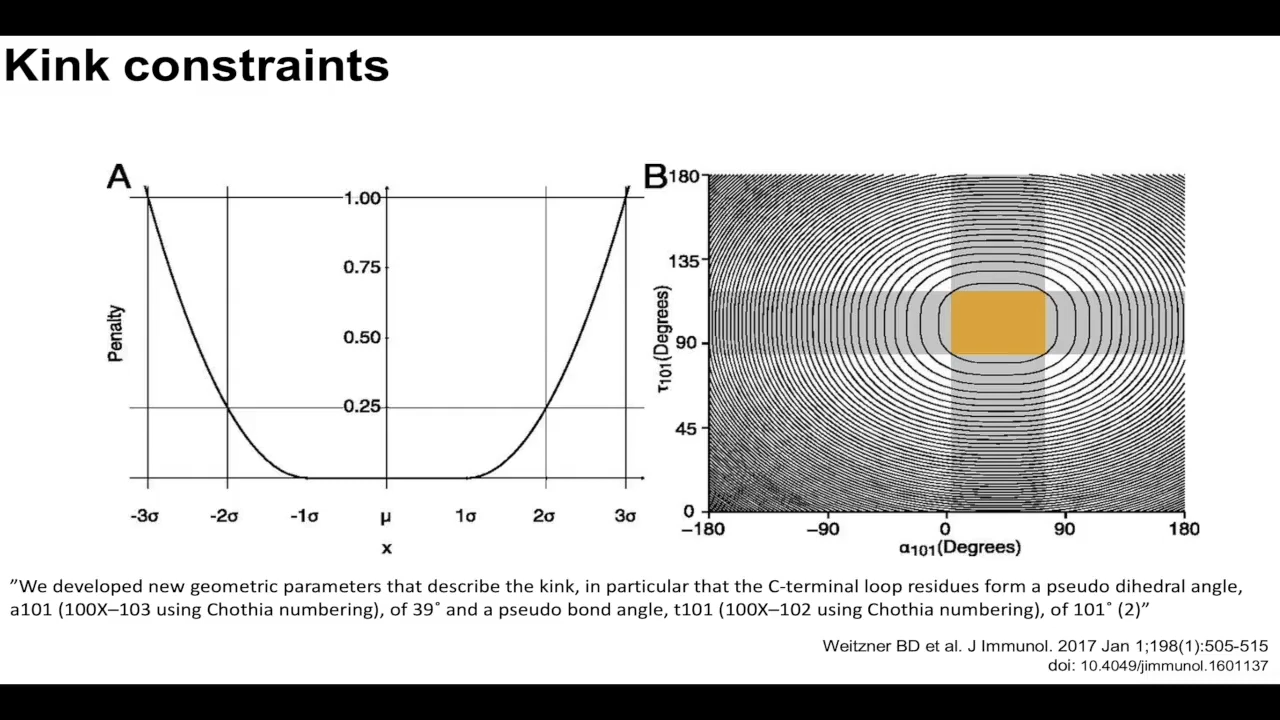 Kink constraints
A
1.00
0.75
0.50
0.25
Penalty
-3σ -2σ -1σ μ 1σ 2σ 3σ
x
B
180
135
90
45
0
τ101(Degrees)
−180 −90 0 90 180
α101(Degrees)
”We developed new geometric parameters that describe the kink, in particular that the C-terminal loop residues form a pseudo dihedral angle,
a101 (100X–103 using Chothia numbering), of 39˚ and a pseudo bond angle, t101 (100X–102 using Chothia numbering), of 101˚ (2)”
Weitzner BD et al. J Immunol. 2017 Jan 1;198(1):505-515
doi: 10.4049/jimmunol.1601137